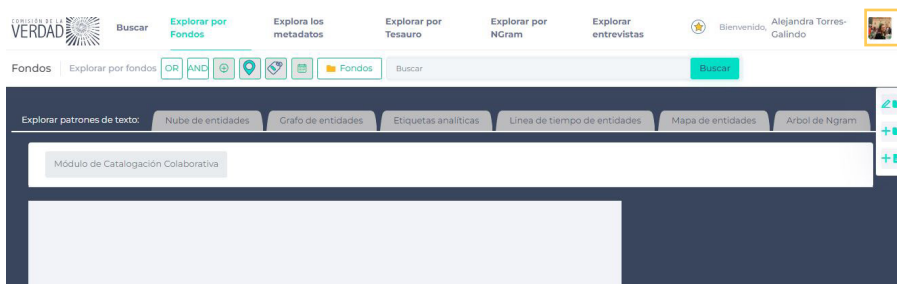 COMISIÓN DE LA
VERDAD
Buscar
Explorar por
Fondos
Explora los
metadatos
Explorar por
Tesauro
Explorar por
NGram
Explorar
entrevistas
Bienvenido,
Alejandra Torres-
Galindo
Fondos
Explorar por fondos
OR
AND
Fondos
Buscar
Buscar
Explorar patrones de texto:
Nube de entidades
Grafo de entidades
Etiquetas analíticas
Linea de tiempo de entidades
Mapa de entidades
Arbol de Ngram
Módulo de Catalogación Colaborativa